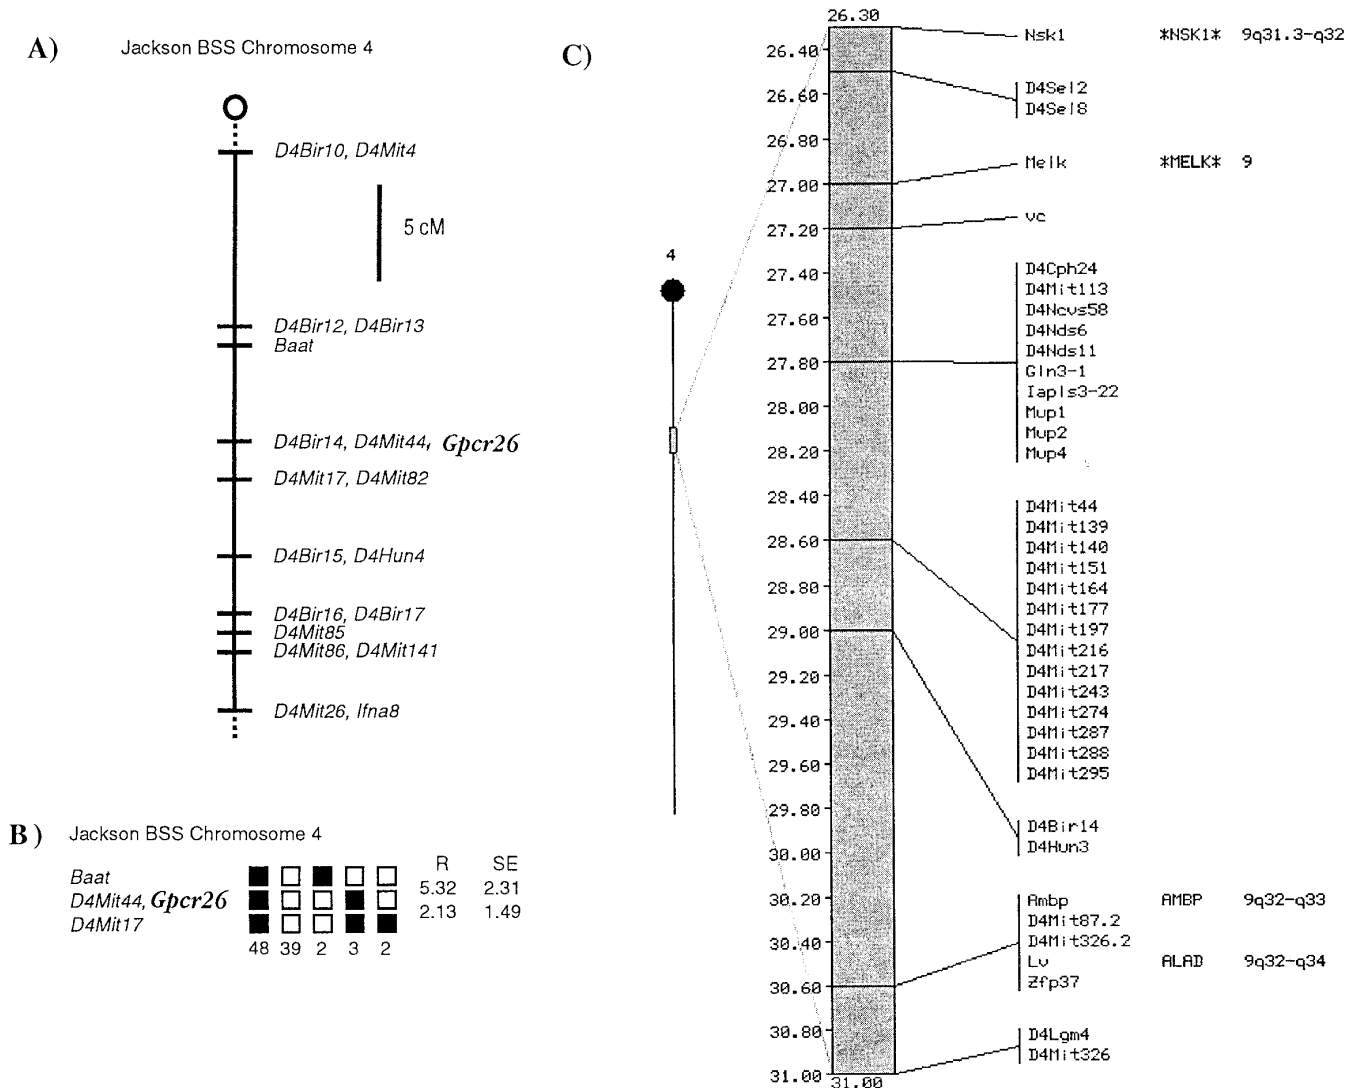 A)
Jackson BSS Chromosome 4
D4Bir10, D4Mit4
5 cM
D4Bir12, D4Bir13
Baat
D4Bir14, D4Mit44, Gpcr26
D4Mit17, D4Mit82
D4Bir15, D4Hun4
D4Bir16, D4Bir17
D4Mit85
D4Mit86, D4Mit141
D4Mit26, Ifna8
B)
Jackson BSS Chromosome 4
R SE
Baat
5.32 2.31
D4Mit44, Gpcr26
2.13 1.49
D4Mit17
48 39 2 3 2
C)
4
26.30
26.40
26.60
26.80
27.00
27.20
27.40
27.60
27.80
28.00
28.20
28.40
28.60
28.80
29.00
29.20
29.40
29.60
29.80
30.00
30.20
30.40
30.60
30.80
31.00
31.00
Nsk1 *NSK1* 9q31.3-q32
D4Sel2
D4Sel8
Melk *MELK* 9
vc
D4Cph24
D4Mit113
D4Ncvs58
D4Nds6
D4Nds11
Gln3-1
Iapls3-22
Mup1
Mup2
Mup4
D4Mit44
D4Mit139
D4Mit140
D4Mit151
D4Mit164
D4Mit177
D4Mit197
D4Mit216
D4Mit217
D4Mit243
D4Mit274
D4Mit287
D4Mit288
D4Mit295
D4Bir14
D4Hun3
Ambp AMBP 9q32-q33
D4Mit87.2
D4Mit326.2
Lv ALAD 9q32-q34
Zfp37
D4Lgm4
D4Mit326